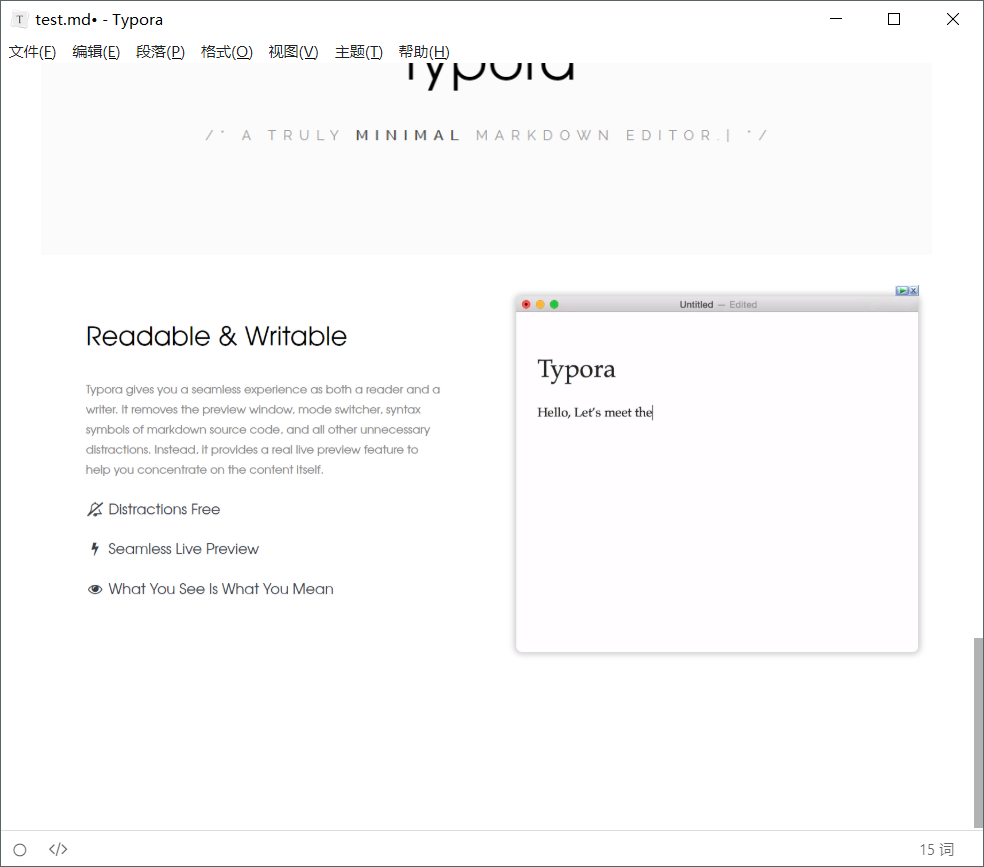 test.md• - Typora
文件(F) 编辑(E) 段落(P) 格式(O) 视图(V) 主题(T) 帮助(H)
Typora
/* A TRULY MINIMAL MARKDOWN EDITOR.| */
Readable & Writable
Typora gives you a seamless experience as both a reader and a
writer. It removes the preview window, mode switcher, syntax
symbols of markdown source code, and all other unnecessary
distractions. Instead, it provides a real live preview feature to
help you concentrate on the content itself.
Distractions Free
Seamless Live Preview
What You See Is What You Mean
Untitled — Edited
Typora
Hello, Let's meet the
</> 15 词